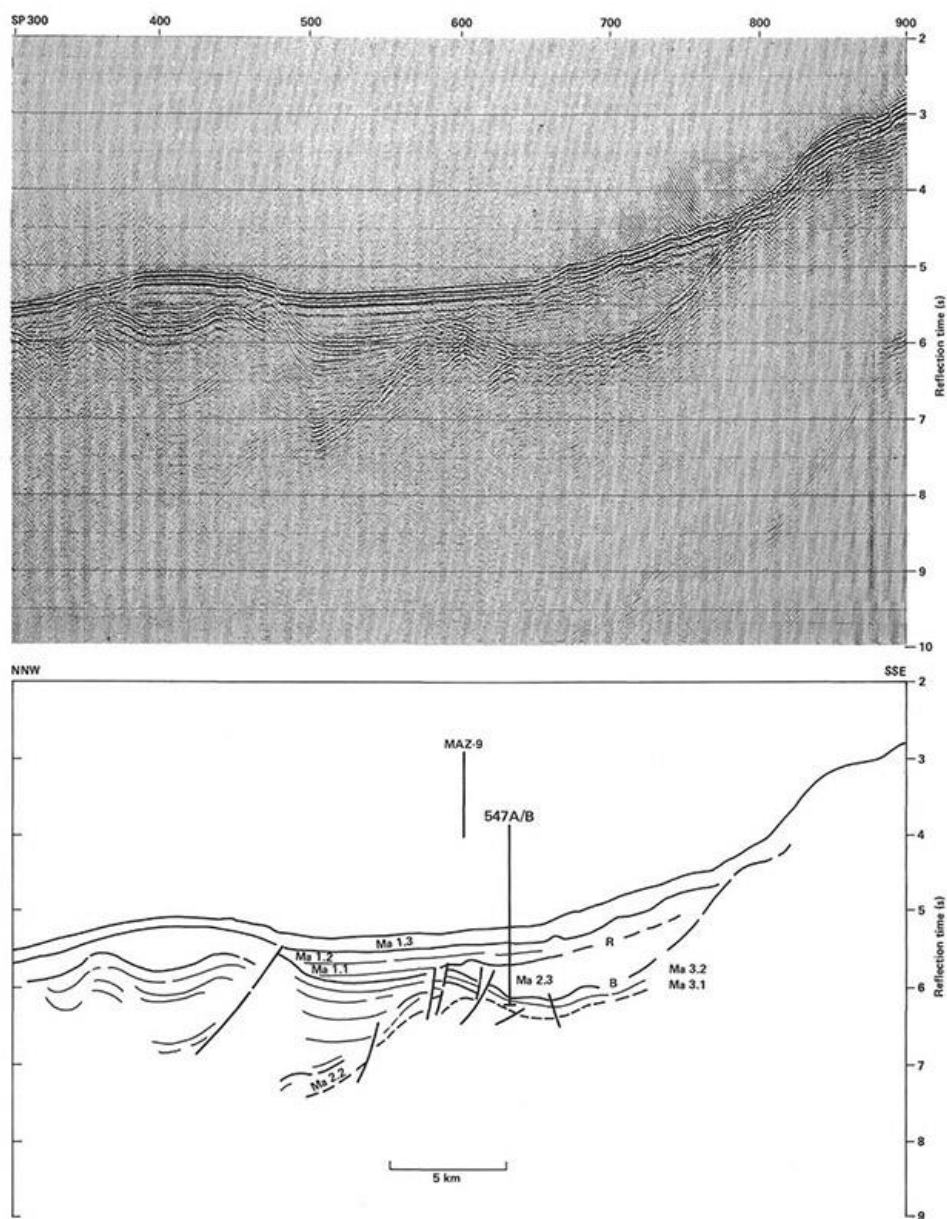 SP 300 400 500 600 700 800 900
2
3
4
5
6
7
8
9
10
Reflection time (s)
NNW SSE
2
3
4
5
6
7
8
9
Reflection time (s)
MAZ-9
547A/B
Ma 1.3
R
Ma 1.2
Ma 1.1
Ma 2.3
B
Ma 3.2
Ma 3.1
Ma 2.2
5 km